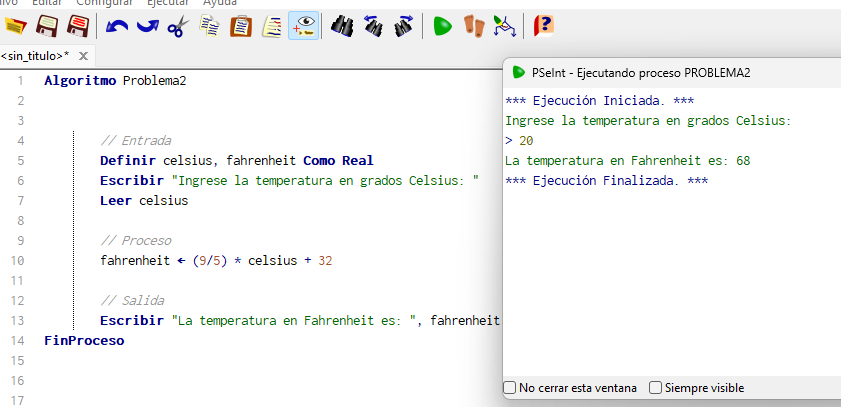 Editar Configurar Ejecutar Ayuda
<sin_titulo>* X
1 Algoritmo Problema2
2
3
4 // Entrada
5 Definir celsius, fahrenheit Como Real
6 Escribir "Ingrese la temperatura en grados Celsius: "
7 Leer celsius
8
9 // Proceso
10 fahrenheit ← (9/5) * celsius + 32
11
12 // Salida
13 Escribir "La temperatura en Fahrenheit es: ", fahrenheit
14 FinProceso
15
16
17
PSeInt - Ejecutando proceso PROBLEMA2
*** Ejecución Iniciada. ***
Ingrese la temperatura en grados Celsius:
> 20
La temperatura en Fahrenheit es: 68
*** Ejecución Finalizada. ***
No cerrar esta ventana Siempre visible